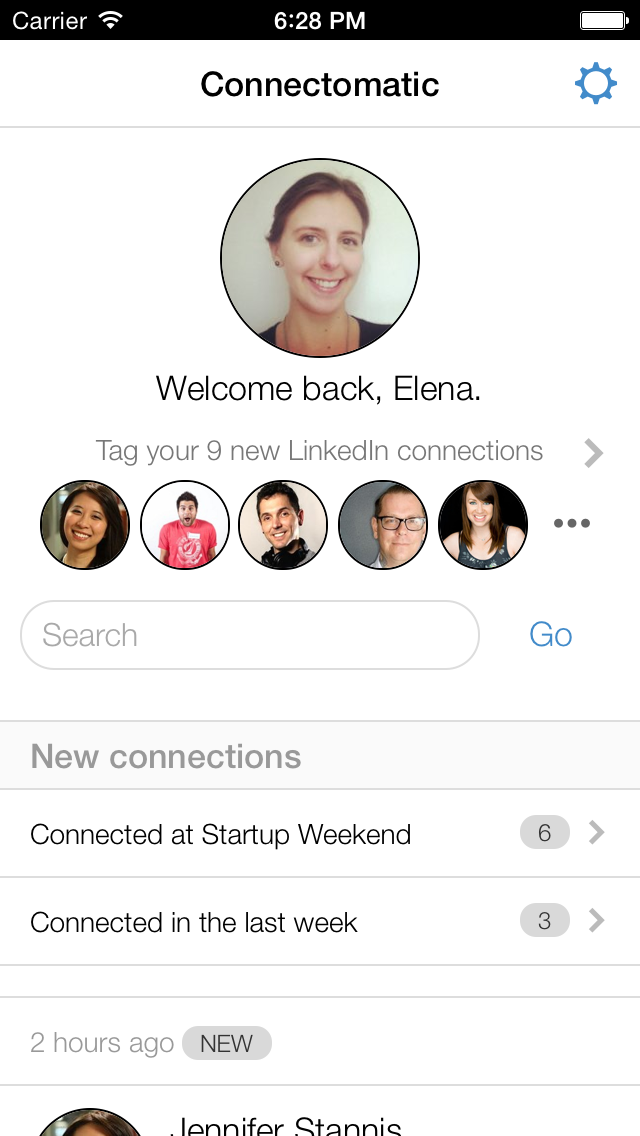 Carrier 6:28 PM
Connectomatic
Welcome back, Elena.
Tag your 9 new LinkedIn connections
Search Go
New connections
Connected at Startup Weekend 6
Connected in the last week 3
2 hours ago NEW
Jennifer Stannis